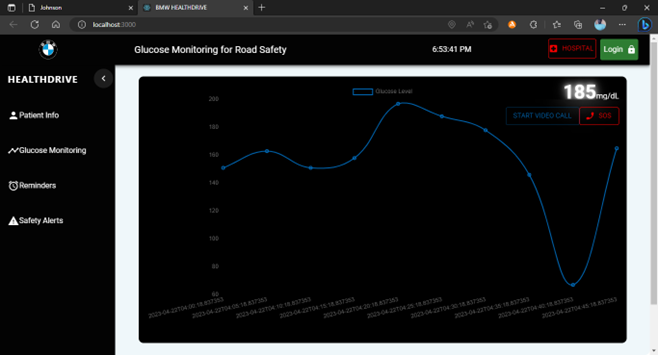 Johnson
BMW HEALTHDRIVE
localhost:3000
Glucose Monitoring for Road Safety
6:53:41 PM
HOSPITAL
Login
HEALTHDRIVE
Patient Info
Glucose Monitoring
Reminders
Safety Alerts
Glucose Level
185mg/dL
START VIDEO CALL
SOS
200
180
160
140
120
100
80
60
2023-04-22T04:00:18.837353
2023-04-22T04:05:18.837353
2023-04-22T04:10:18.837353
2023-04-22T04:15:18.837353
2023-04-22T04:20:18.837353
2023-04-22T04:25:18.837353
2023-04-22T04:30:18.837353
2023-04-22T04:35:18.837353
2023-04-22T04:40:18.837353
2023-04-22T04:45:18.837353